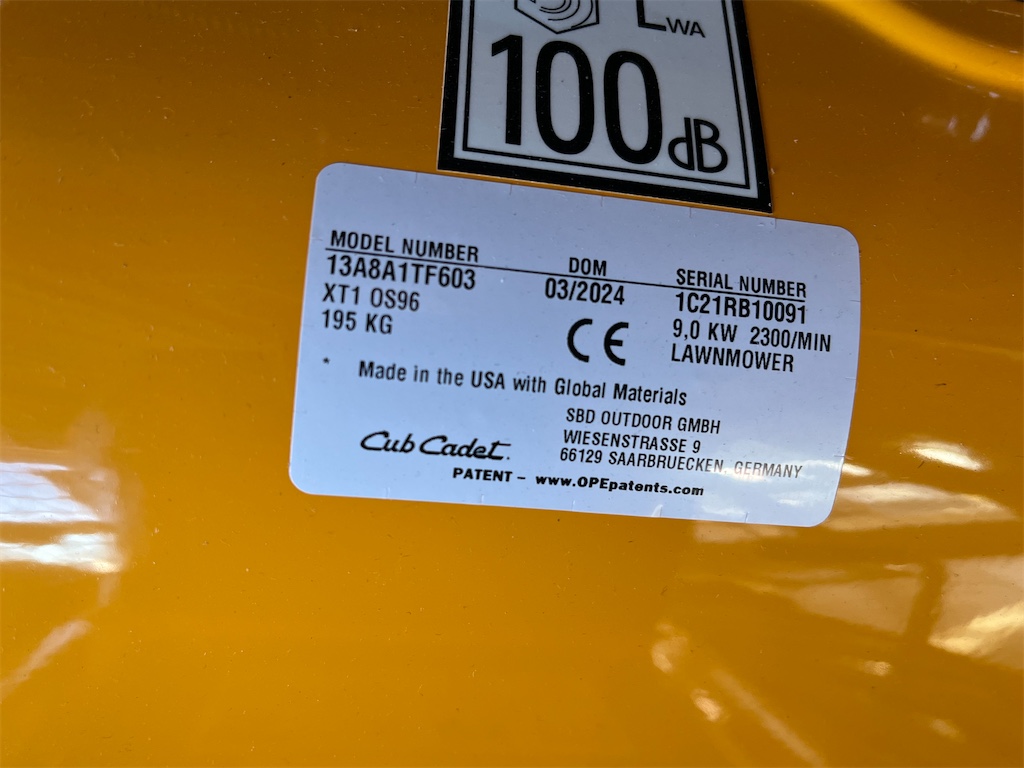 LWA
100 dB
MODEL NUMBER DOM SERIAL NUMBER
13A8A1TF603 03/2024 1C21RB10091
XT1 OS96 9,0 KW 2300/MIN
195 KG CE LAWNMOWER
* Made in the USA with Global Materials
SBD OUTDOOR GMBH
WIESENSTRASSE 9
Cub Cadet. 66129 SAARBRUECKEN, GERMANY
PATENT – www.OPEpatents.com